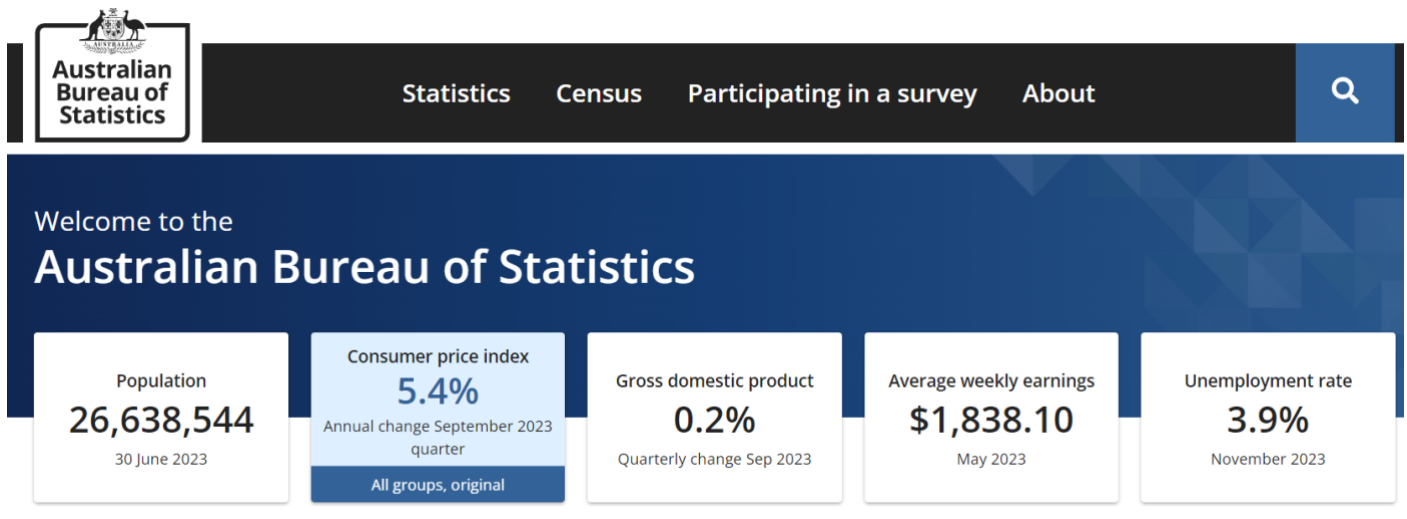 AUSTRALIA
Australian
Bureau of
Statistics
Statistics Census Participating in a survey About
Welcome to the
Australian Bureau of Statistics
Population
26,638,544
30 June 2023
Consumer price index
5.4%
Annual change September 2023
quarter
All groups, original
Gross domestic product
0.2%
Quarterly change Sep 2023
Average weekly earnings
$1,838.10
May 2023
Unemployment rate
3.9%
November 2023